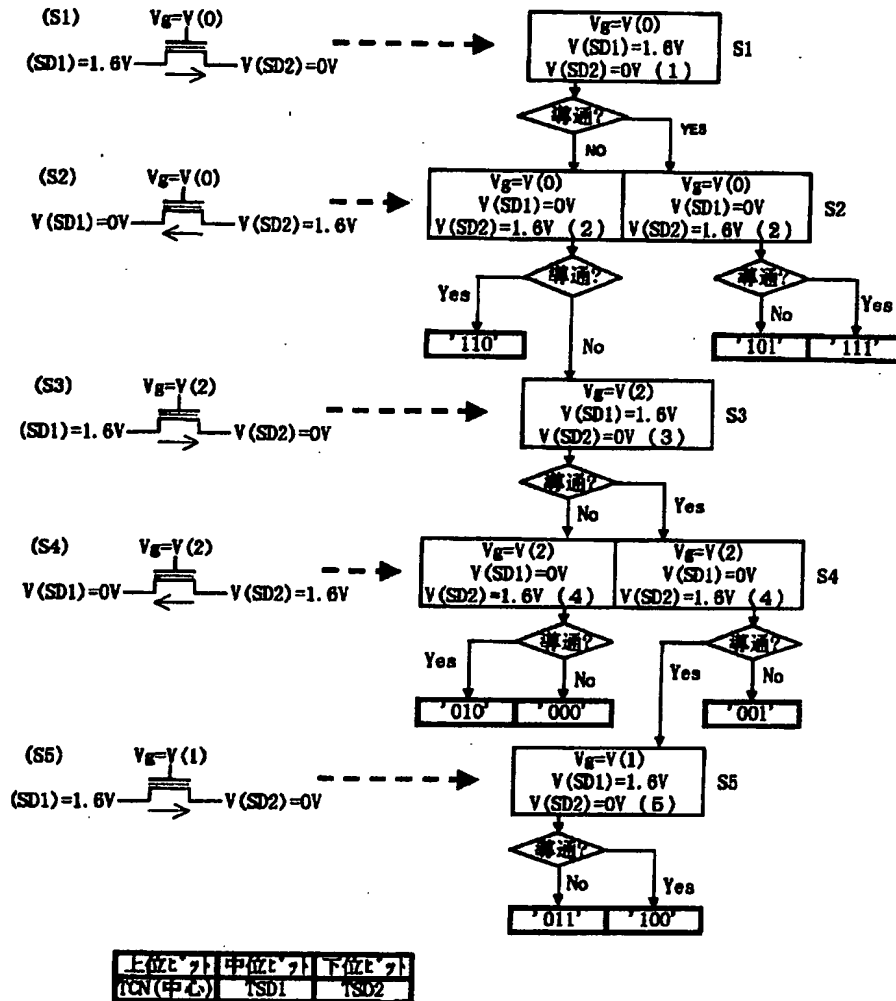 (S1)
Vg=V(0)
(SD1)=1.6V
V(SD2)=0V
Vg=V(0)
V(SD1)=1.6V
V(SD2)=0V (1)
S1
導通?
NO
YES
(S2)
Vg=V(0)
V(SD1)=0V
V(SD2)=1.6V
Vg=V(0)
V(SD1)=0V
V(SD2)=1.6V (2)
Vg=V(0)
V(SD1)=0V
V(SD2)=1.6V (2)
S2
導通?
導通?
Yes
No
No
Yes
'110'
'101'
'111'
(S3)
Vg=V(2)
(SD1)=1.6V
V(SD2)=0V
Vg=V(2)
V(SD1)=1.6V
V(SD2)=0V (3)
S3
導通?
No
Yes
(S4)
Vg=V(2)
V(SD1)=0V
V(SD2)=1.6V
Vg=V(2)
V(SD1)=0V
V(SD2)=1.6V (4)
Vg=V(2)
V(SD1)=0V
V(SD2)=1.6V (4)
S4
導通?
導通?
Yes
No
Yes
No
'010'
'000'
'001'
(S5)
Vg=V(1)
(SD1)=1.6V
V(SD2)=0V
Vg=V(1)
V(SD1)=1.6V
V(SD2)=0V (5)
S5
導通?
No
Yes
'011'
'100'
上位ビット 中位ビット 下位ビット
TCN(中心) TSD1 TSD2